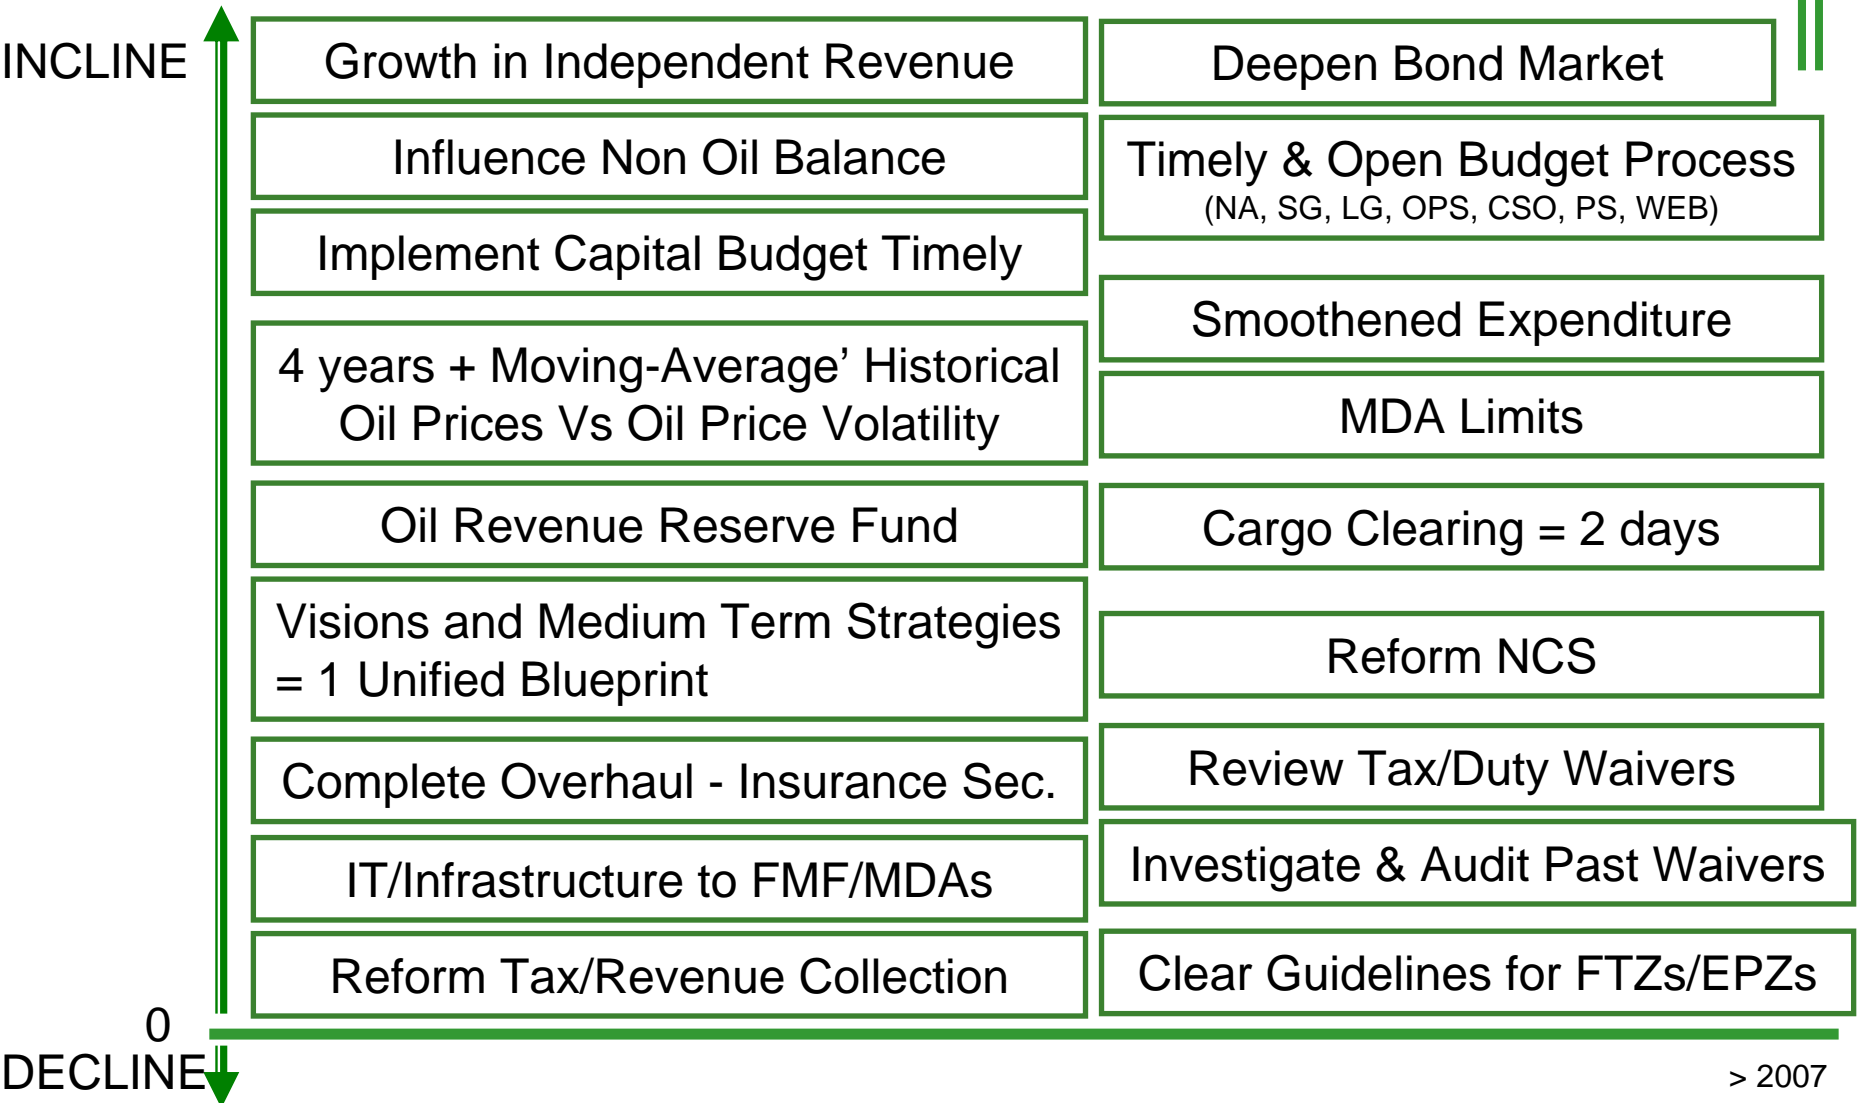 INCLINE
Growth in Independent Revenue
Influence Non Oil Balance
Implement Capital Budget Timely
4 years + Moving-Average’ Historical
Oil Prices Vs Oil Price Volatility
Oil Revenue Reserve Fund
Visions and Medium Term Strategies
= 1 Unified Blueprint
Complete Overhaul - Insurance Sec.
IT/Infrastructure to FMF/MDAs
Reform Tax/Revenue Collection
Deepen Bond Market
Timely & Open Budget Process
(NA, SG, LG, OPS, CSO, PS, WEB)
Smoothened Expenditure
MDA Limits
Cargo Clearing = 2 days
Reform NCS
Review Tax/Duty Waivers
Investigate & Audit Past Waivers
Clear Guidelines for FTZs/EPZs
0
DECLINE
> 2007